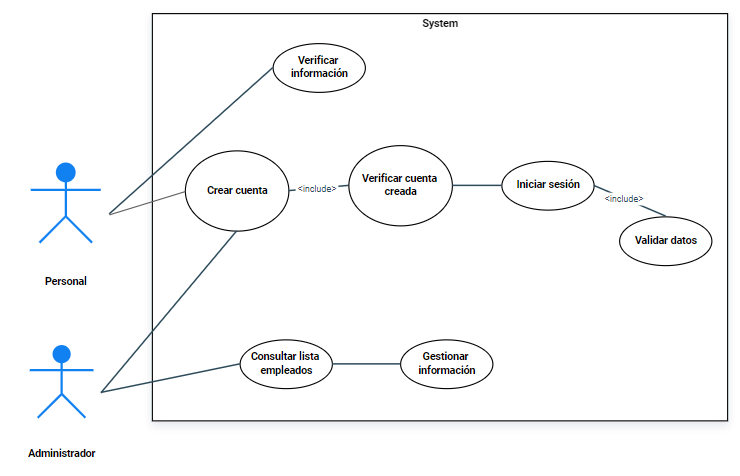 System
Verificar
información
Crear cuenta
<include>
Verificar cuenta
creada
Iniciar sesión
<include>
Validar datos
Personal
Consultar lista
empleados
Gestionar
información
Administrador